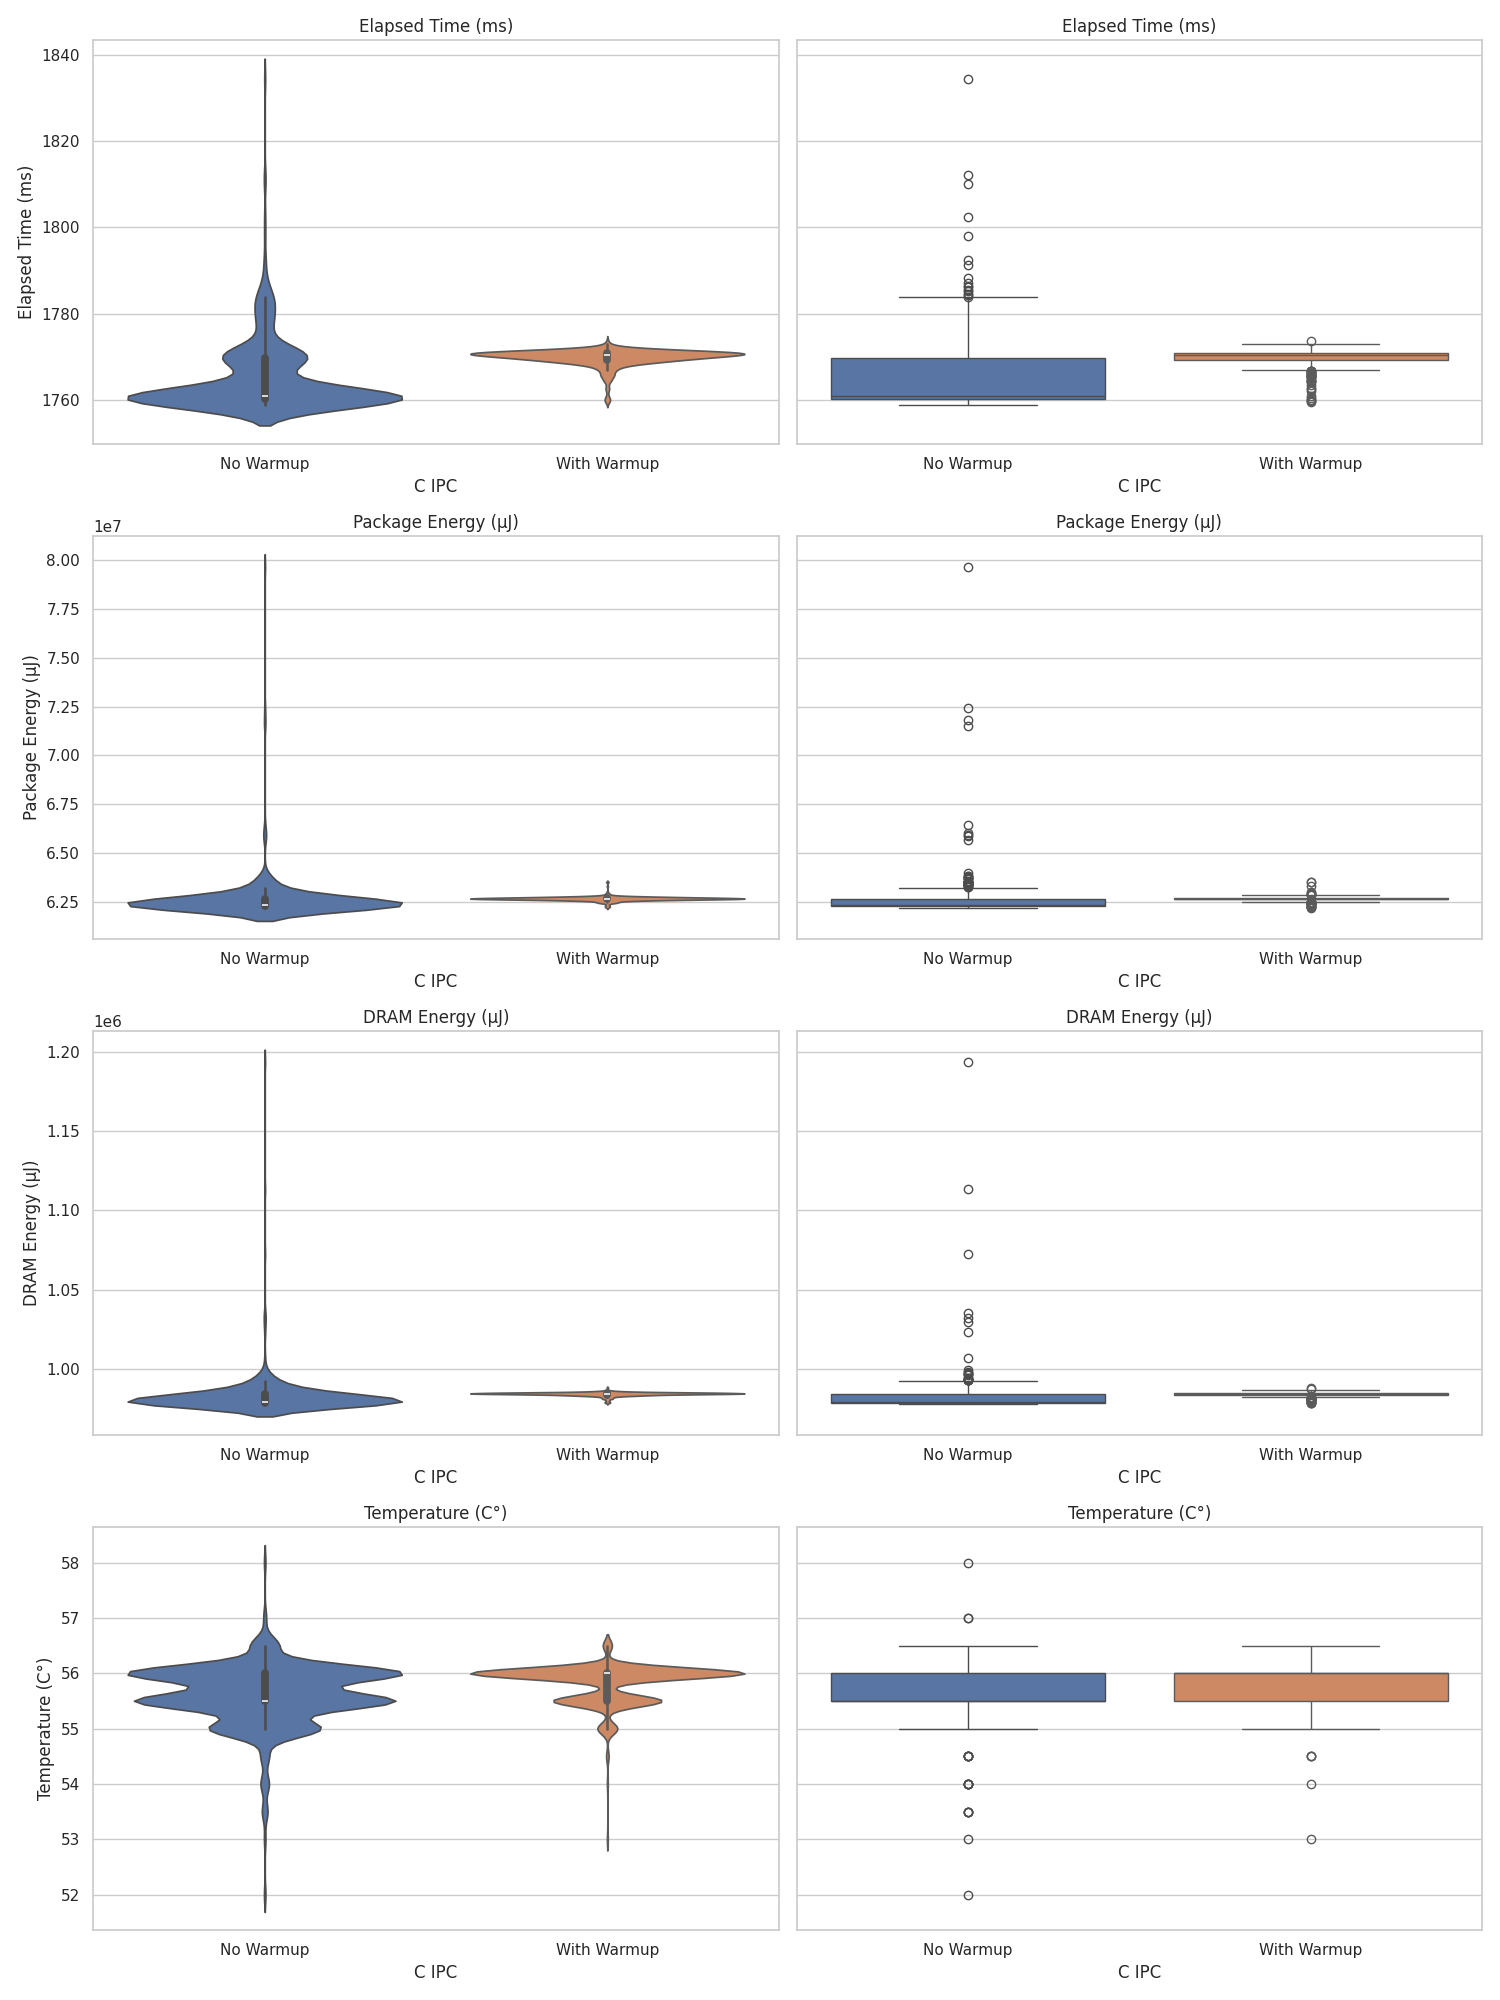 Elapsed Time (ms)
Elapsed Time (ms)
Elapsed Time (ms)
1840
1820
1800
1780
1760
No Warmup
With Warmup
No Warmup
With Warmup
C IPC
C IPC
1e7
Package Energy (µJ)
Package Energy (µJ)
Package Energy (µJ)
8.00
7.75
7.50
7.25
7.00
6.75
6.50
6.25
No Warmup
With Warmup
No Warmup
With Warmup
C IPC
C IPC
1e6
DRAM Energy (µJ)
DRAM Energy (µJ)
DRAM Energy (µJ)
1.20
1.15
1.10
1.05
1.00
No Warmup
With Warmup
No Warmup
With Warmup
C IPC
C IPC
Temperature (C°)
Temperature (C°)
Temperature (C°)
58
57
56
55
54
53
52
No Warmup
With Warmup
No Warmup
With Warmup
C IPC
C IPC